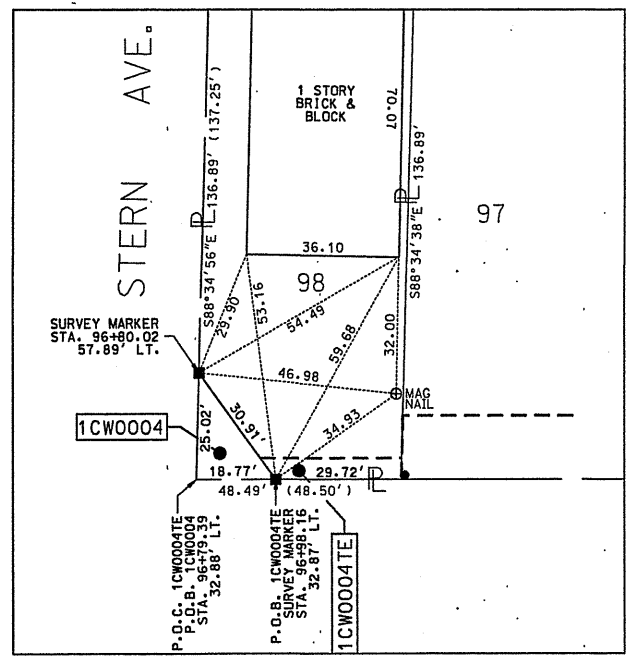 STERN AVE.
1 STORY
BRICK &
BLOCK
S88°34'56"E
136.89' (137.25')
70.07
S88°34'38"E
136.89'
PL
PL
97
36.10
98
29.90
53.16
54.49
59.68
32.00
SURVEY MARKER
STA. 96+80.02
57.89' LT.
46.98
MAG
NAIL
1CW0004
25.02'
30.91'
34.93
18.77'
29.72'
48.49' (48.50')
PL
P.O.C. 1CW0004TE
P.O.B. 1CW0004
STA. 96+79.39
32.88' LT.
P.O.B. 1CW0004TE
SURVEY MARKER
STA. 96+98.16
32.87' LT.
1CW0004TE